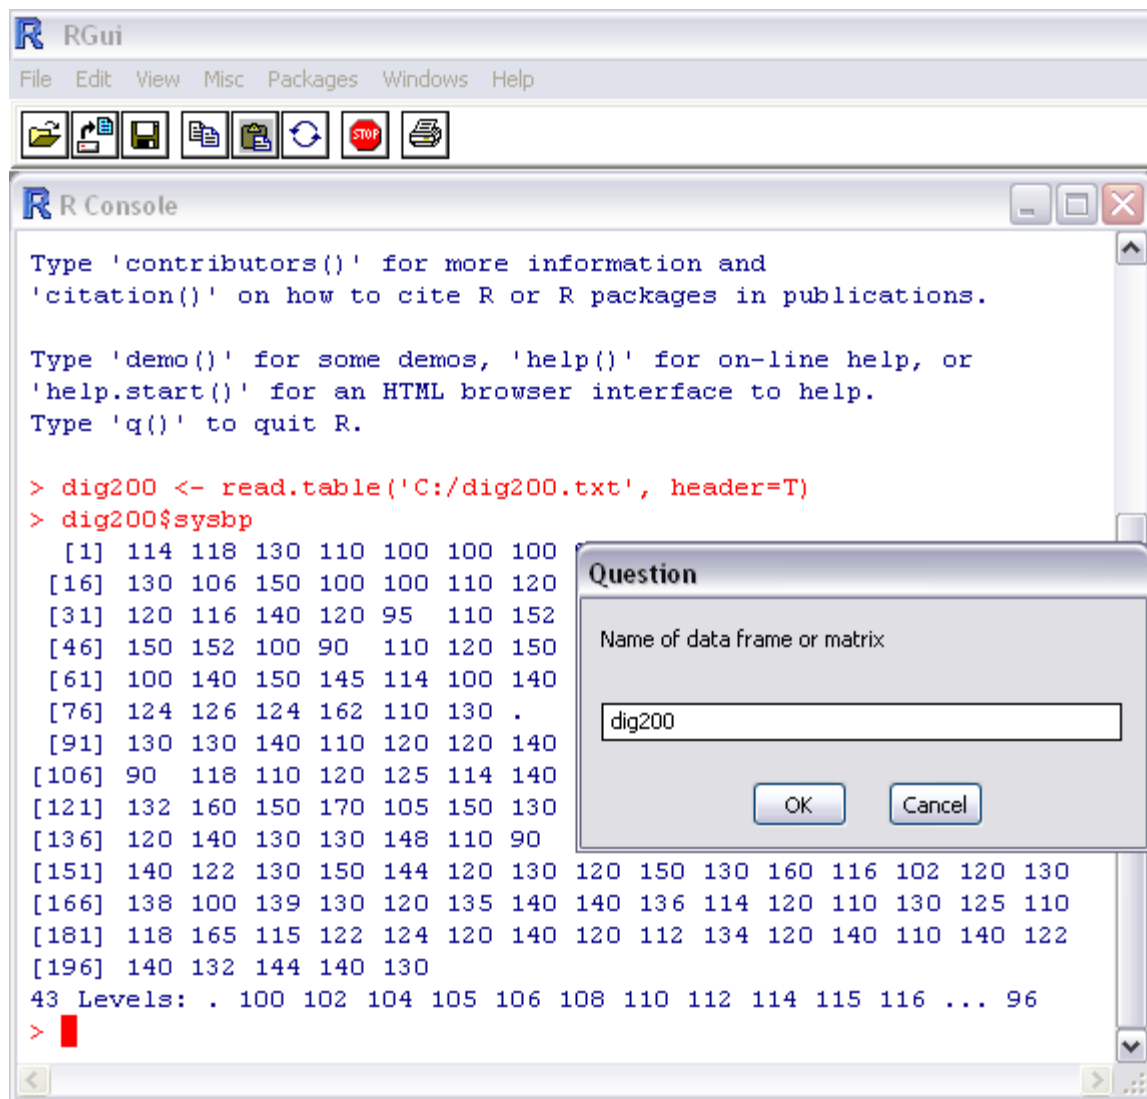 RGui
File Edit View Misc Packages Windows Help
STOP
R Console
Type 'contributors()' for more information and
'citation()' on how to cite R or R packages in publications.
Type 'demo()' for some demos, 'help()' for on-line help, or
'help.start()' for an HTML browser interface to help.
Type 'q()' to quit R.
> dig200 <- read.table('C:/dig200.txt', header=T)
> dig200$sysbp
[1] 114 118 130 110 100 100 100
[16] 130 106 150 100 100 110 120
[31] 120 116 140 120 95 110 152
[46] 150 152 100 90 110 120 150
[61] 100 140 150 145 114 100 140
[76] 124 126 124 162 110 130 .
[91] 130 130 140 110 120 120 140
[106] 90 118 110 120 125 114 140
[121] 132 160 150 170 105 150 130
[136] 120 140 130 130 148 110 90
[151] 140 122 130 150 144 120 130 120 150 130 160 116 102 120 130
[166] 138 100 139 130 120 135 140 140 136 114 120 110 130 125 110
[181] 118 165 115 122 124 120 140 120 112 134 120 140 110 140 122
[196] 140 132 144 140 130
43 Levels: . 100 102 104 105 106 108 110 112 114 115 116 ... 96
>
Question
Name of data frame or matrix
dig200
OK Cancel